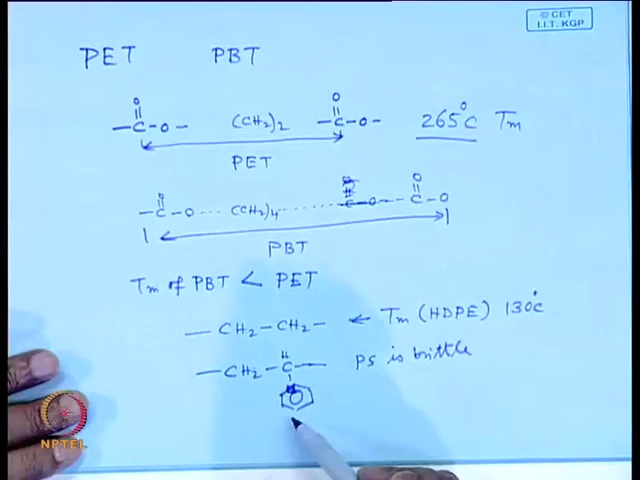 © CET
I.I.T. KGP
PET PBT
O O
-C-O- (CH₂)₂ -C-O- 265°C Tm
PET
O O
-C-O... (CH₂)₄....... -C-O
PBT
Tm of PBT < PET
-CH₂-CH₂- ← Tm (HDPE) 130°C
H
-CH₂-C- PS is brittle
NPTEL